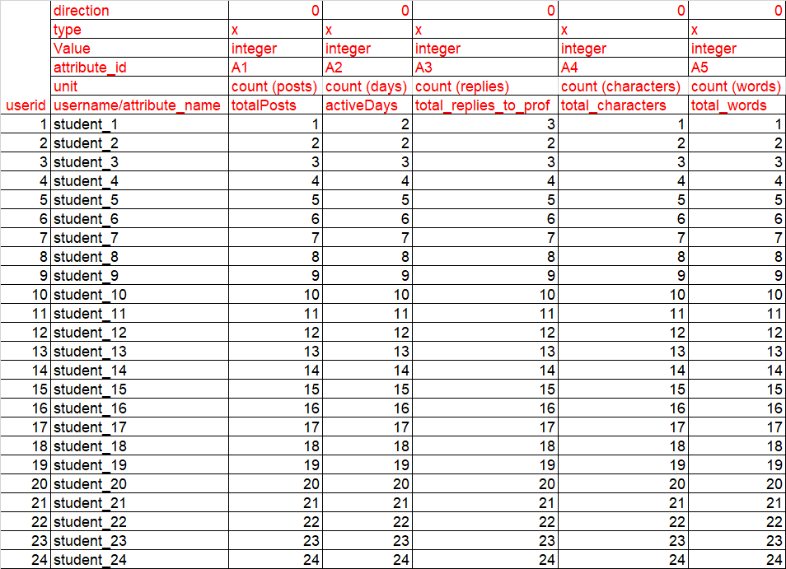 direction 0 0 0 0 0
type x x x x x
Value integer integer integer integer integer
attribute_id A1 A2 A3 A4 A5
unit count (posts) count (days) count (replies) count (characters) count (words)
userid username/attribute_name totalPosts activeDays total_replies_to_prof total_characters total_words
1 student_1 1 2 3 1 1
2 student_2 2 2 2 2 2
3 student_3 3 3 3 3 3
4 student_4 4 4 4 4 4
5 student_5 5 5 5 5 5
6 student_6 6 6 6 6 6
7 student_7 7 7 7 7 7
8 student_8 8 8 8 8 8
9 student_9 9 9 9 9 9
10 student_10 10 10 10 10 10
11 student_11 11 11 11 11 11
12 student_12 12 12 12 12 12
13 student_13 13 13 13 13 13
14 student_14 14 14 14 14 14
15 student_15 15 15 15 15 15
16 student_16 16 16 16 16 16
17 student_17 17 17 17 17 17
18 student_18 18 18 18 18 18
19 student_19 19 19 19 19 19
20 student_20 20 20 20 20 20
21 student_21 21 21 21 21 21
22 student_22 22 22 22 22 22
23 student_23 23 23 23 23 23
24 student_24 24 24 24 24 24